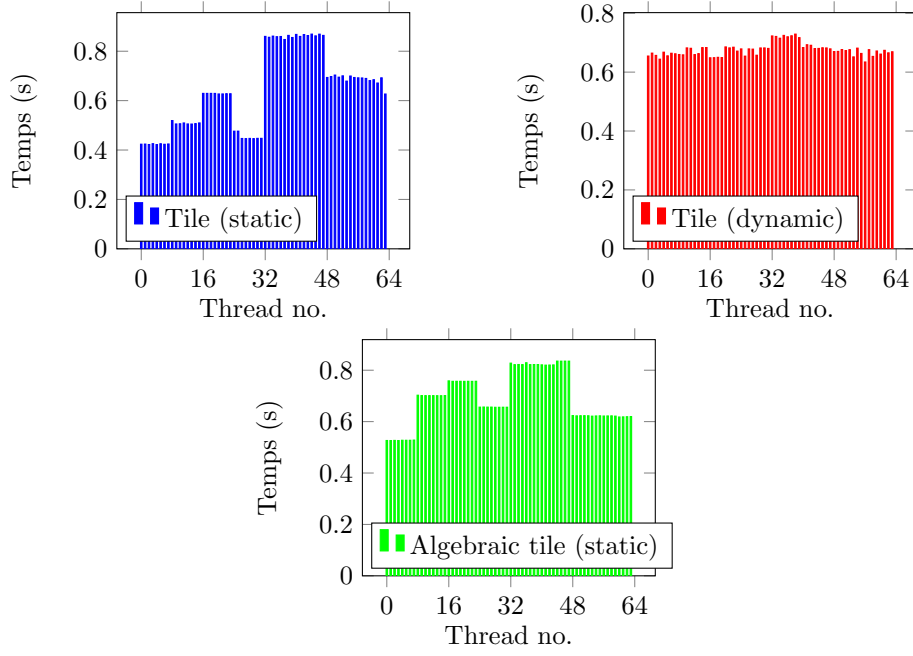 0.8
0.6
0.4
0.2
0
Temps (s)
Tile (static)
0 16 32 48 64
Thread no.
0.8
0.6
0.4
0.2
0
Temps (s)
Tile (dynamic)
0 16 32 48 64
Thread no.
0.8
0.6
0.4
0.2
0
Temps (s)
Algebraic tile (static)
0 16 32 48 64
Thread no.